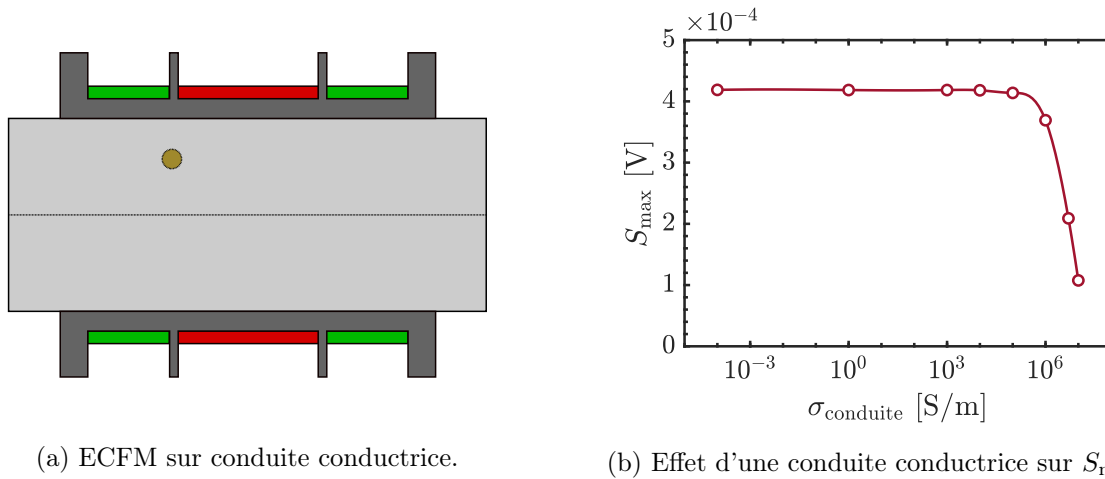 ×10⁻⁴
5
4
3
2
1
0
S_max [V]
10⁻³
10⁰
10³
10⁶
σ_conduite [S/m]
(a) ECFM sur conduite conductrice.
(b) Effet d'une conduite conductrice sur